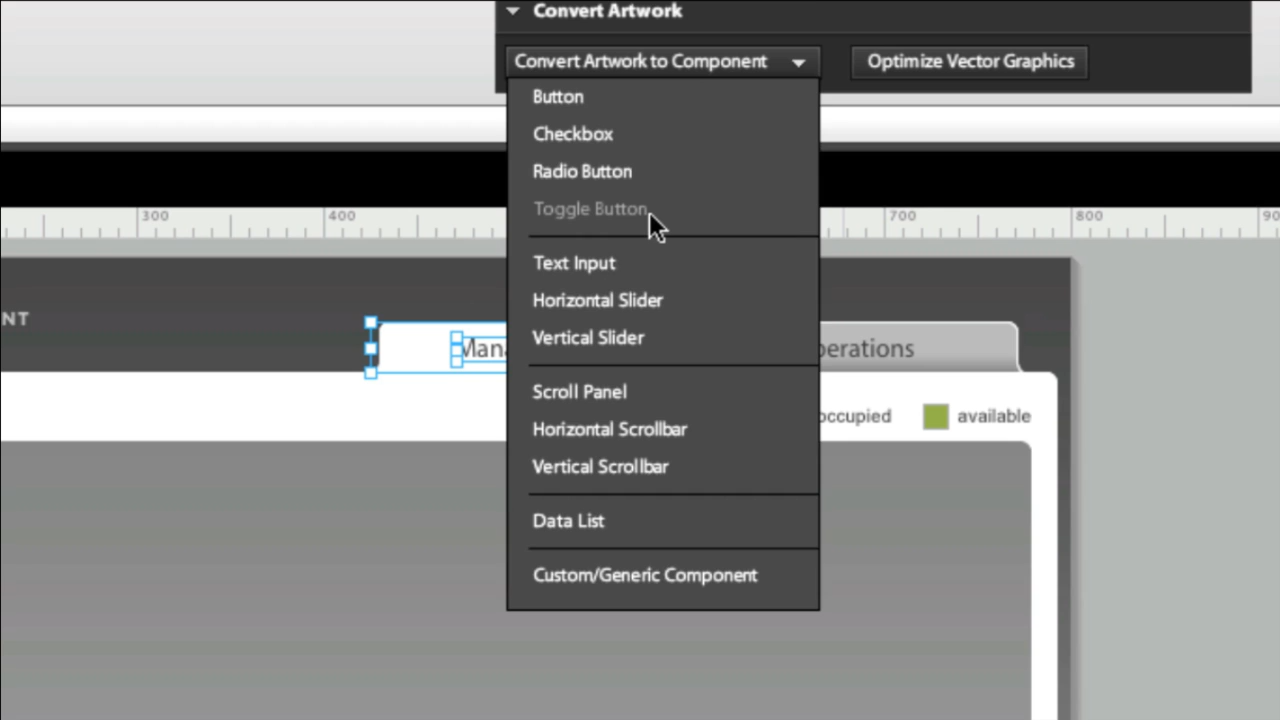 Convert Artwork
Convert Artwork to Component
Optimize Vector Graphics
Button
Checkbox
Radio Button
Toggle Button
Text Input
Horizontal Slider
Vertical Slider
Scroll Panel
Horizontal Scrollbar
Vertical Scrollbar
Data List
Custom/Generic Component
300
400
700
800
90
NT
Mana
perations
occupied
available